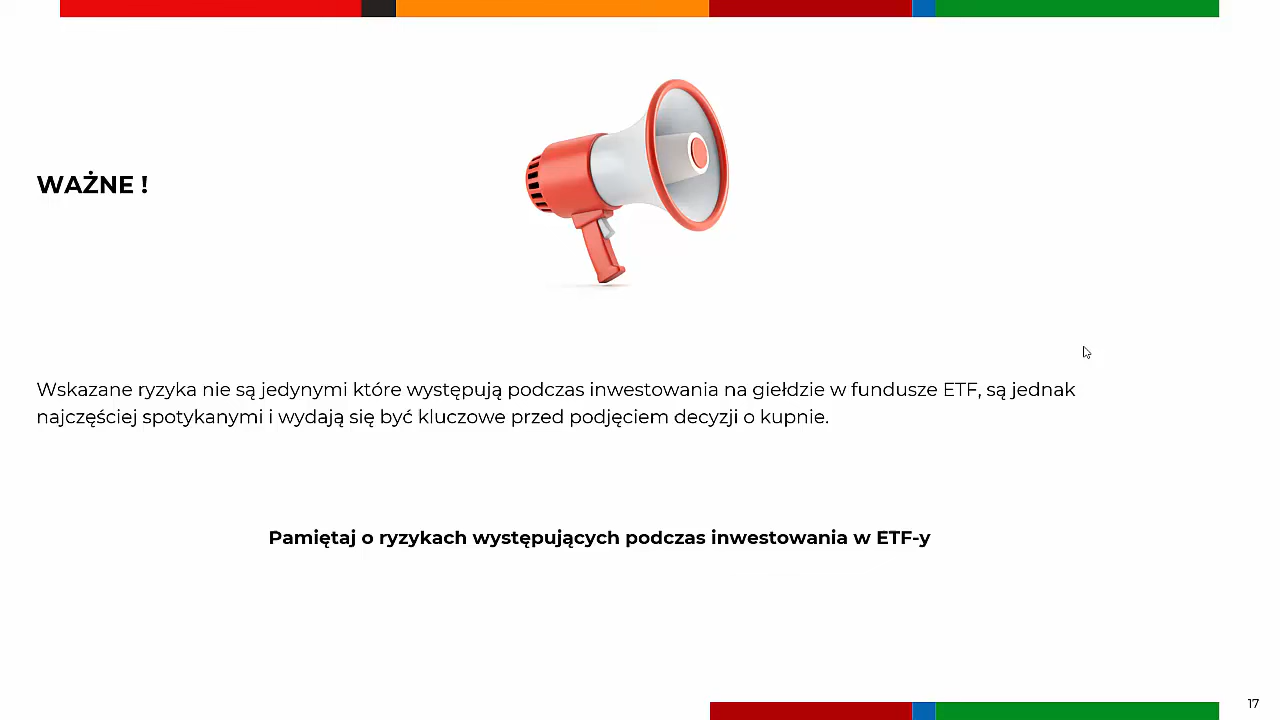 WAŻNE !
Wskazane ryzyka nie są jedynymi które występują podczas inwestowania na giełdzie w fundusze ETF, są jednak
najczęściej spotykanymi i wydają się być kluczowe przed podjęciem decyzji o kupnie.
Pamiętaj o ryzykach występujących podczas inwestowania w ETF-y
17